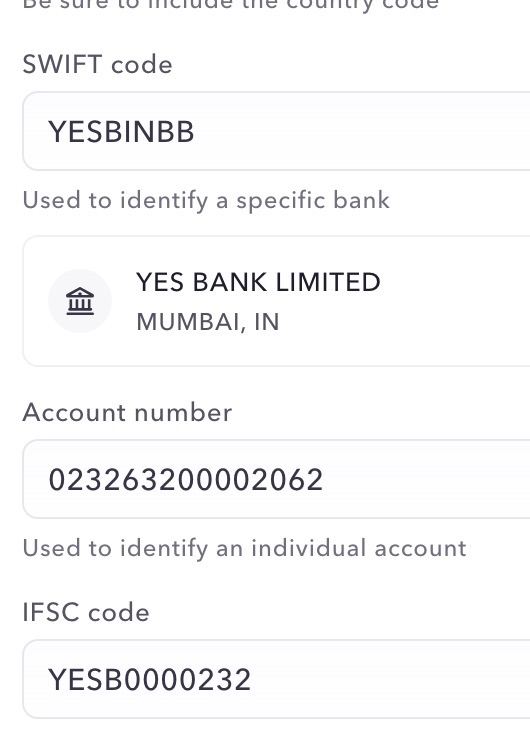 Be sure to include the country code
SWIFT code
YESBINBB
Used to identify a specific bank
YES BANK LIMITED
MUMBAI, IN
Account number
023263200002062
Used to identify an individual account
IFSC code
YESB0000232